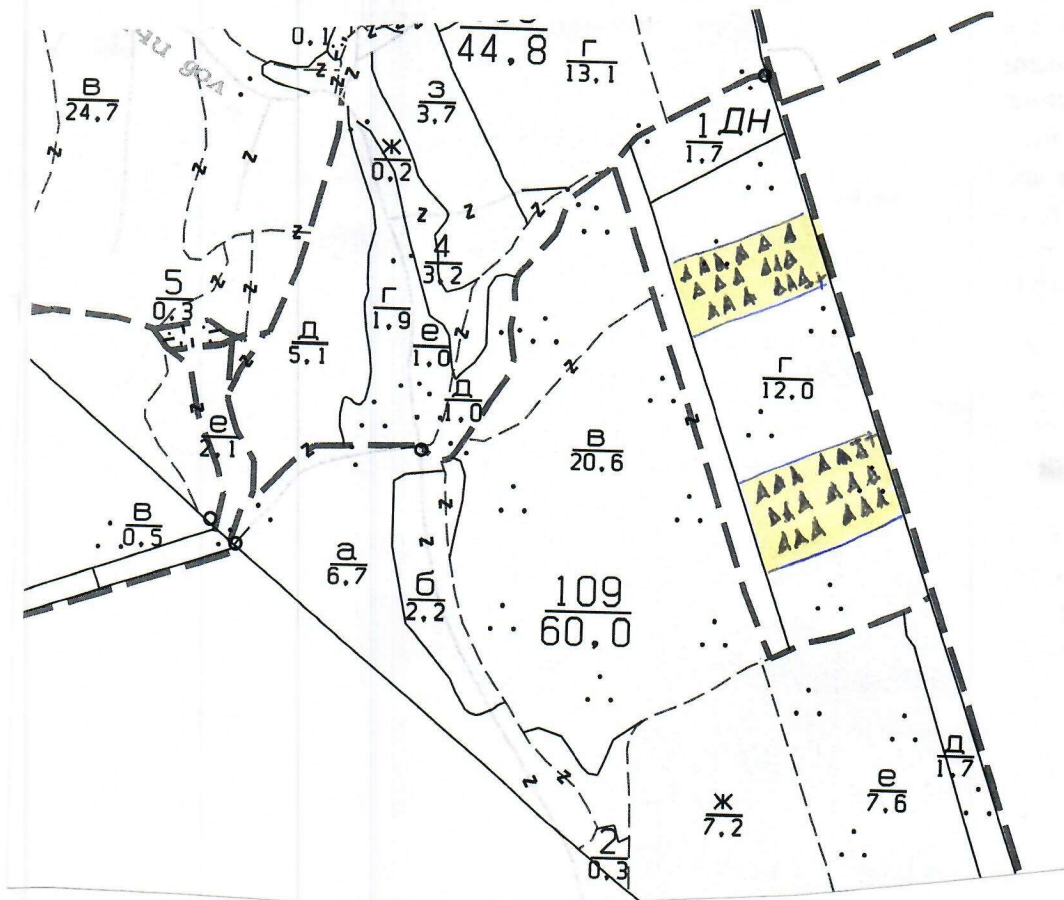 0,1
44,8
г
13,1
ки дол
в
24,7
з
3,7
1 ДН
1,7
ж
0,2
4
3,2
5
0,3
г
1,9
д
5,1
е
1,0
г
12,0
д
1,0
е
2,1
в
20,6
в
0,5
а
6,7
б
2,2
109
60,0
д
1,7
е
7,6
ж
7,2
2
0,3